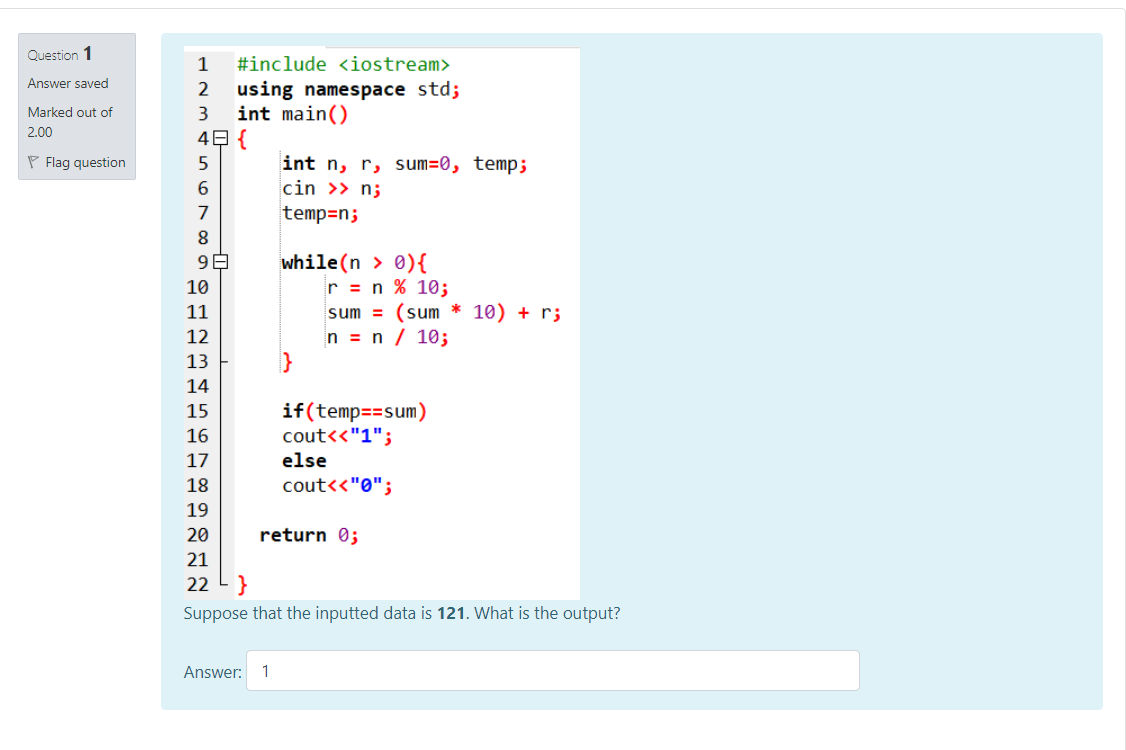 Question 1
Answer saved
Marked out of
2.00
Flag question
1 #include <iostream>
2 using namespace std;
3 int main()
4 {
5 int n, r, sum=0, temp;
6 cin >> n;
7 temp=n;
8
9 while(n > 0){
10 r = n % 10;
11 sum = (sum * 10) + r;
12 n = n / 10;
13 }
14
15 if(temp==sum)
16 cout<<"1";
17 else
18 cout<<"0";
19
20 return 0;
21
22 }
Suppose that the inputted data is 121. What is the output?
Answer: 1